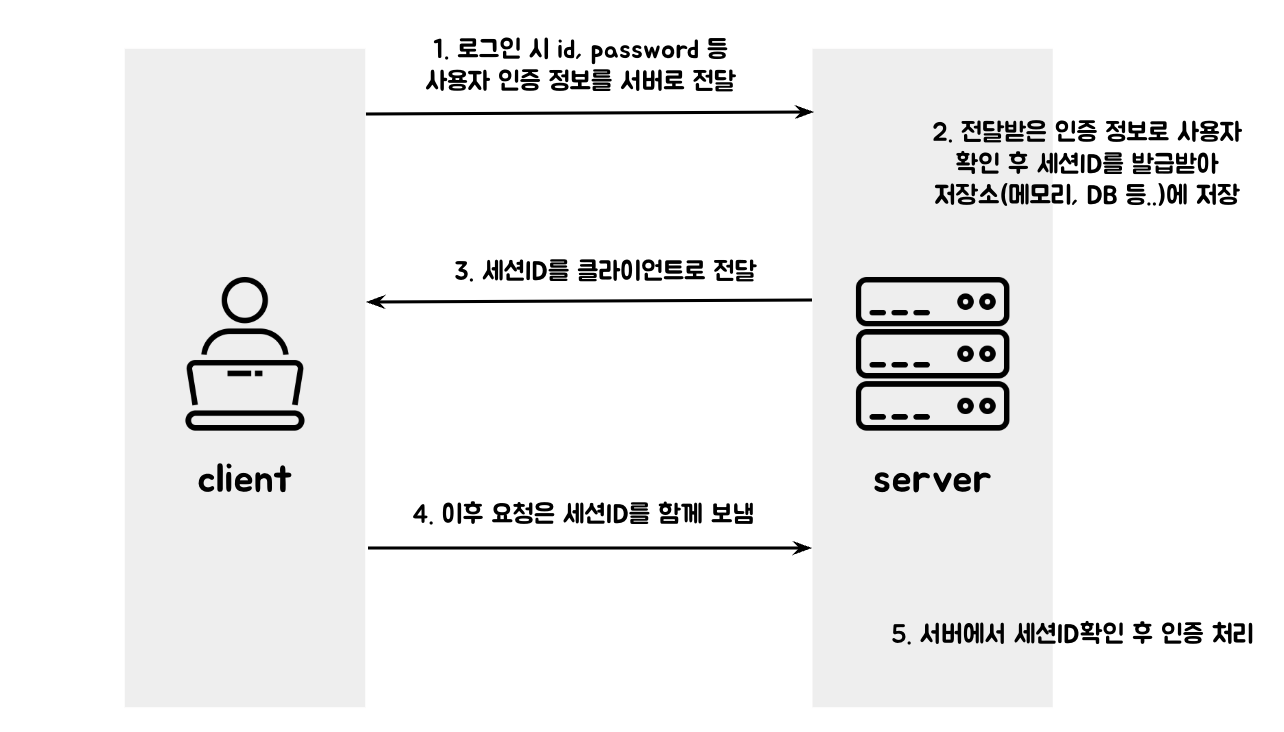 1. 로그인 시 id, password 등
사용자 인증 정보를 서버로 전달
2. 전달받은 인증 정보로 사용자
확인 후 세션ID를 발급받아
저장소(메모리, DB 등..)에 저장
3. 세션ID를 클라이언트로 전달
client
server
4. 이후 요청은 세션ID를 함께 보냄
5. 서버에서 세션ID확인 후 인증 처리